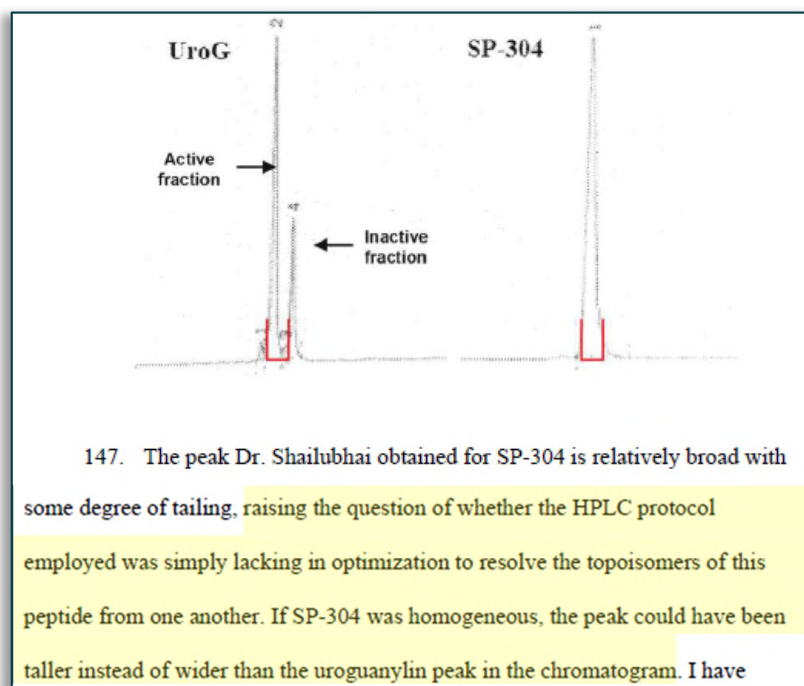 UroG
SP-304
2
1
Active
fraction
4
Inactive
fraction
147. The peak Dr. Shailubhai obtained for SP-304 is relatively broad with
some degree of tailing, raising the question of whether the HPLC protocol
employed was simply lacking in optimization to resolve the topoisomers of this
peptide from one another. If SP-304 was homogeneous, the peak could have been
taller instead of wider than the uroguanylin peak in the chromatogram. I have